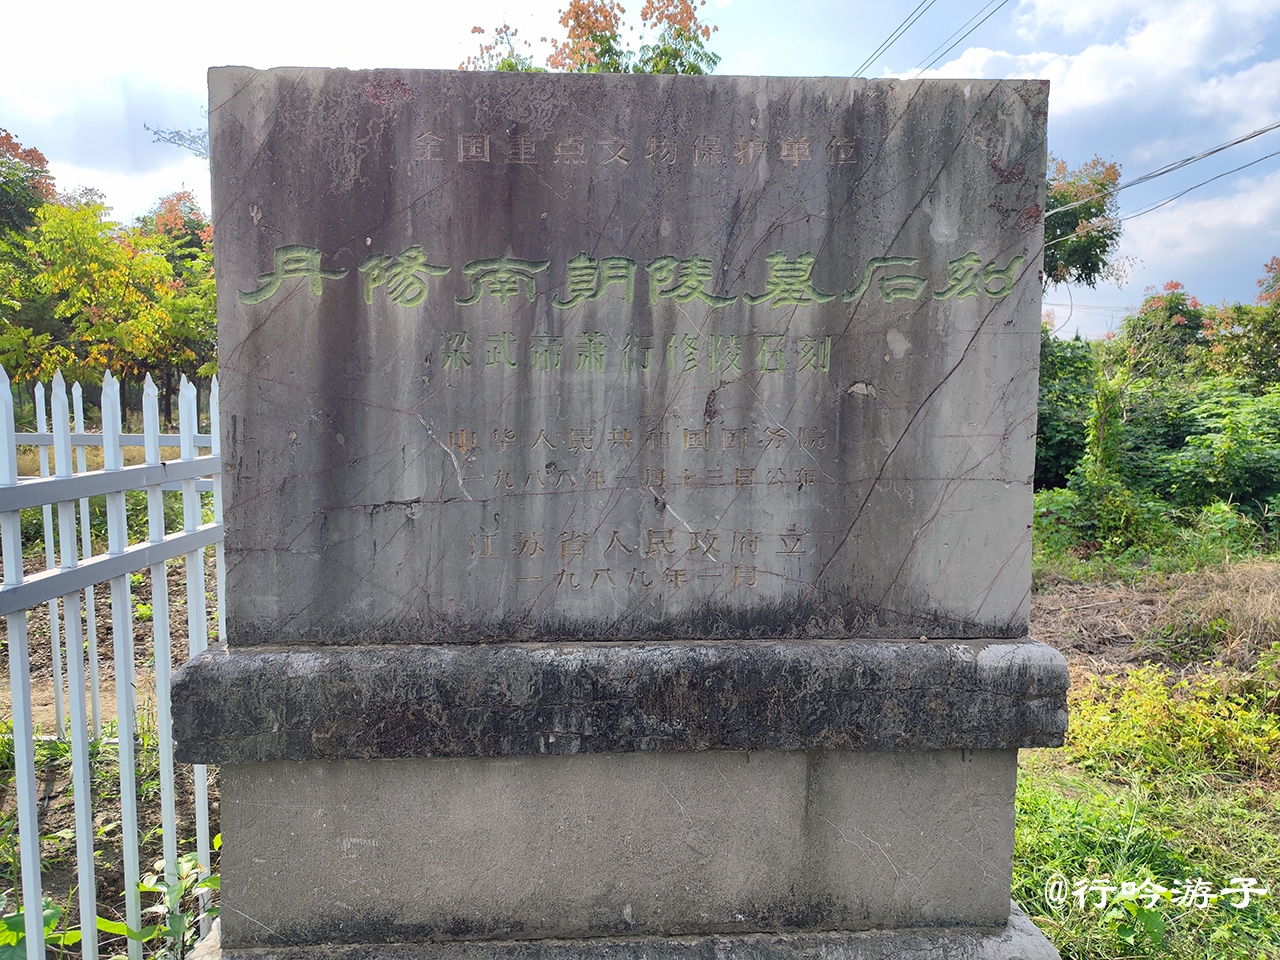 全国重点文物保护单位
丹陽南朝陵墓石刻
梁武帝萧衍修陵石刻
中华人民共和国国务院
一九八八年一月十三日公布
江苏省人民政府立
一九八九年一月
@行吟游子